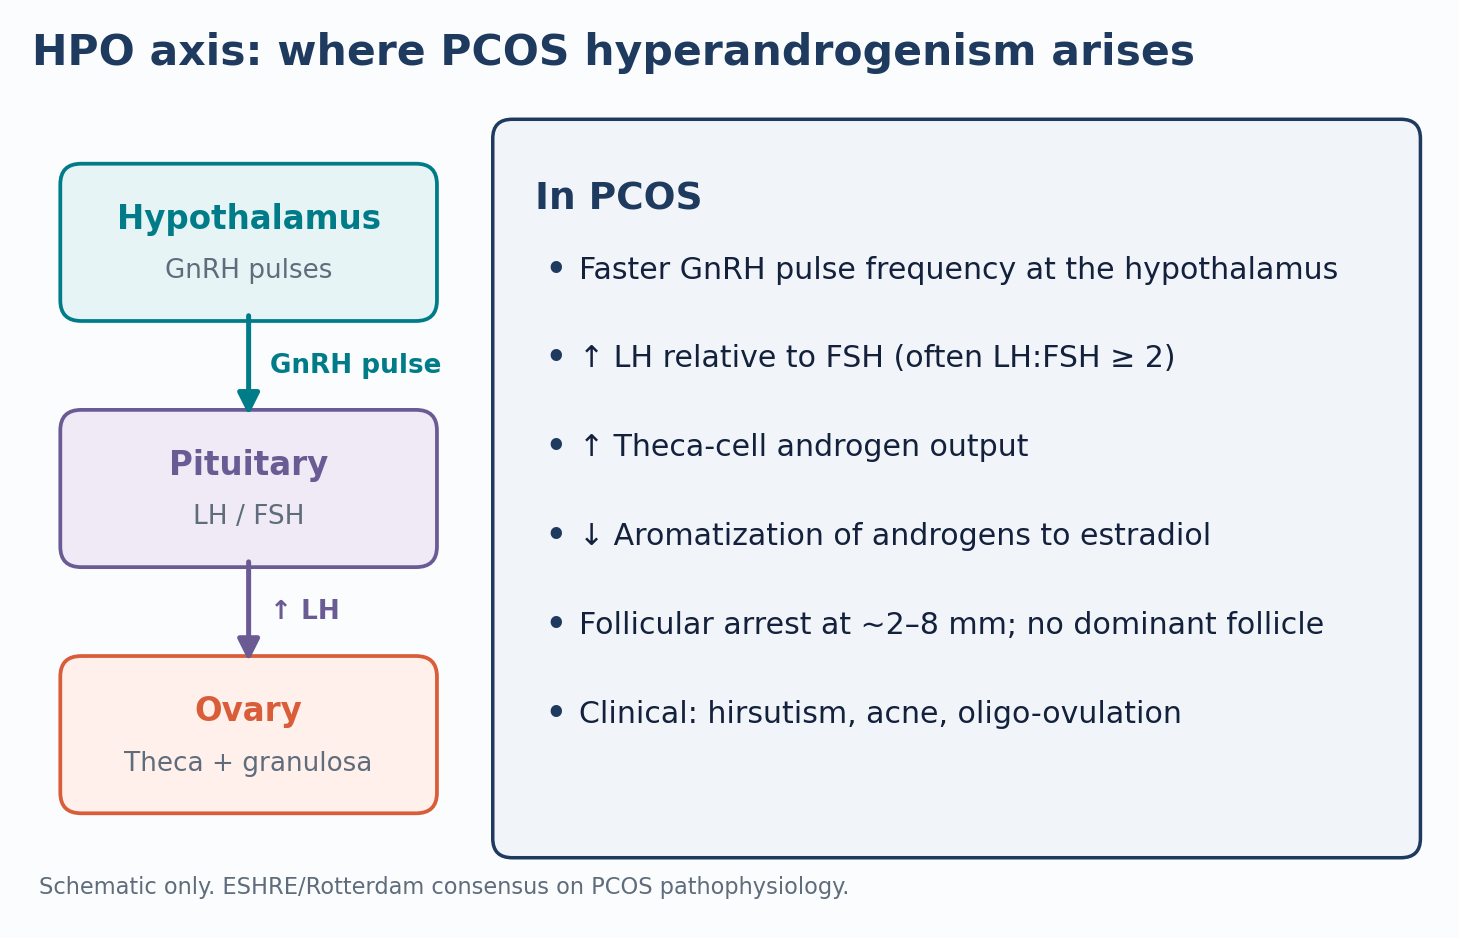 HPO axis: where PCOS hyperandrogenism arises
Hypothalamus
GnRH pulses
GnRH pulse
Pituitary
LH / FSH
↑ LH
Ovary
Theca + granulosa
In PCOS
• Faster GnRH pulse frequency at the hypothalamus
• ↑ LH relative to FSH (often LH:FSH ≥ 2)
• ↑ Theca-cell androgen output
• ↓ Aromatization of androgens to estradiol
• Follicular arrest at ~2–8 mm; no dominant follicle
• Clinical: hirsutism, acne, oligo-ovulation
Schematic only. ESHRE/Rotterdam consensus on PCOS pathophysiology.